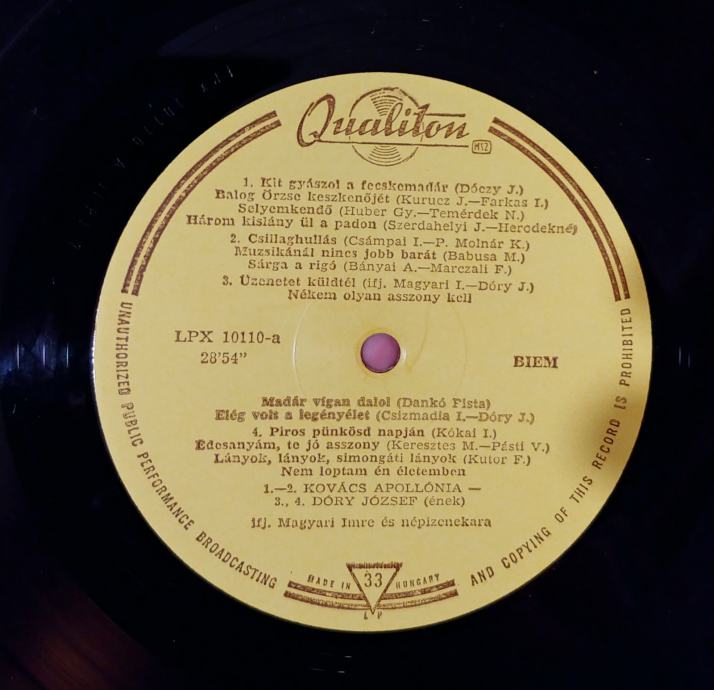 Qualiton
MSZ
1. Kit gyászol a fecskemadár (Dóczy J.)
Balog Örzse keszkenőjét (Kurucz J.—Farkas I.)
Selyemkendő (Huber Gy.—Temérdek N.)
Három kislány ül a padon (Szerdahelyi J.—Herodekné)
2. Csillaghullás (Csámpai I.—P. Molnár K.)
Muzsikánál nincs jobb barát (Babusa M.)
Sárga a rigó (Bányai A.—Marczali F.)
3. Üzenetet küldtél (ifj. Magyari I.—Dóry J.)
Nékem olyan asszony kell
LPX 10110-a
28'54"
BIEM
Madár vígan dalol (Dankó Pista)
Elég volt a legényélet (Csizmadia I.—Dóry J.)
4. Piros pünkösd napján (Kókai I.)
Édesanyám, te jó asszony (Keresztes M.—Pásti V.)
Lányok, lányok, simongáti lányok (Kutor F.)
Nem loptam én életemben
1.—2. KOVÁCS APOLLÓNIA —
3., 4. DÓRY JÓZSEF (ének)
ifj. Magyari Imre és népizenekara
UNAUTHORIZED PUBLIC PERFORMANCE BROADCASTING AND COPYING OF THIS RECORD IS PROHIBITED
MADE IN 33 HUNGARY
LP